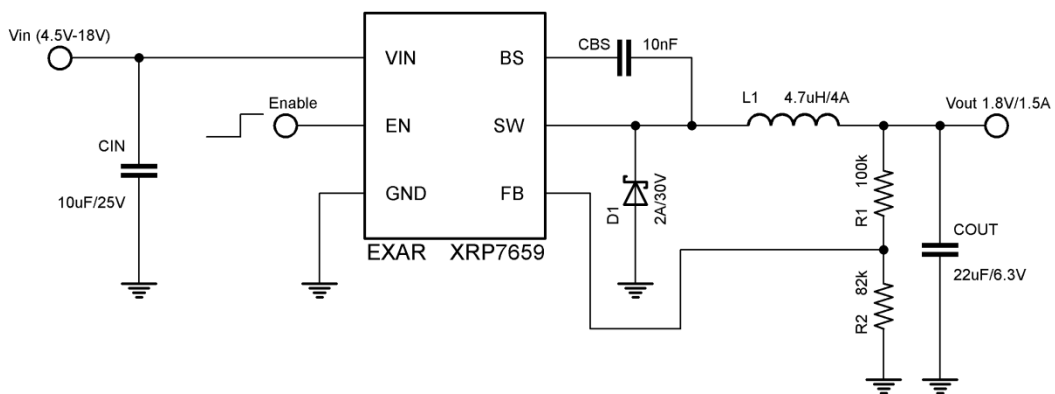 Vin (4.5V-18V)
CIN
10uF/25V
Enable
VIN
EN
GND
BS
SW
FB
EXAR XRP7659
CBS
10nF
D1
2A/30V
L1
4.7uH/4A
Vout 1.8V/1.5A
R1
100k
R2
82k
COUT
22uF/6.3V